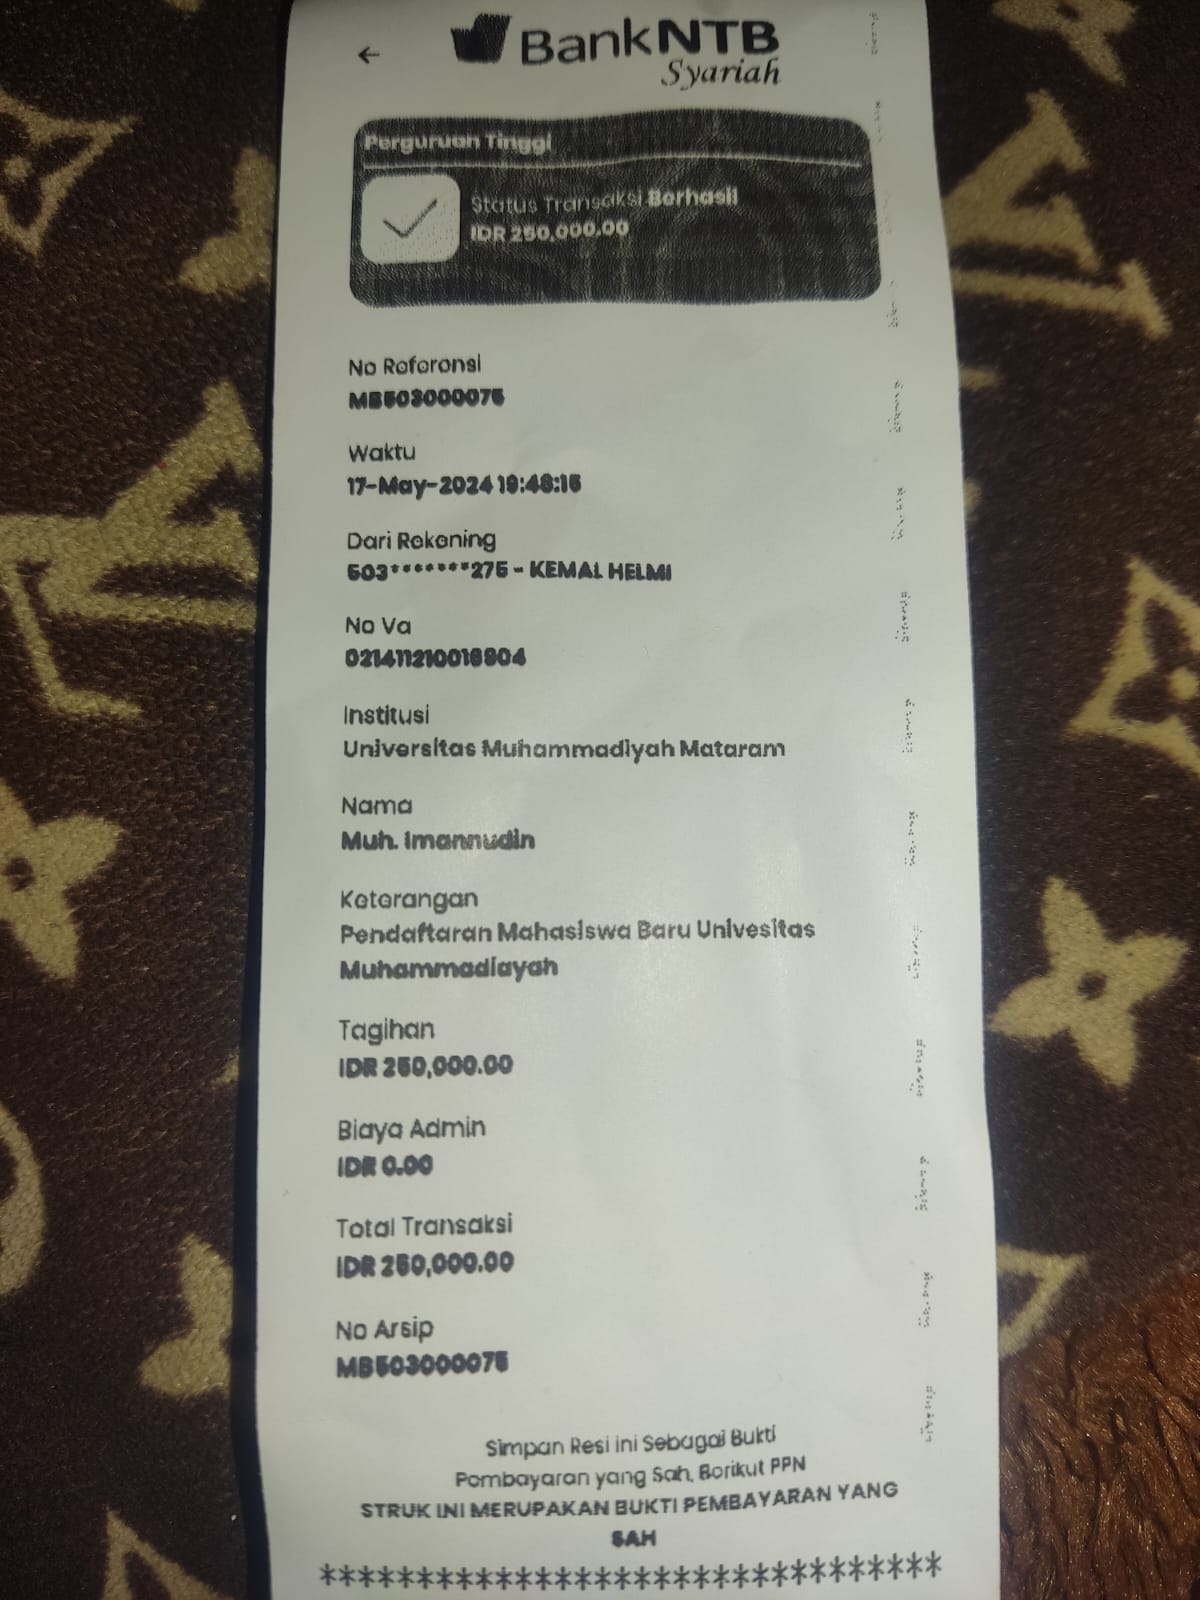 ←
BankNTB
Syariah
Perguruan Tinggi
Status Transaksi Berhasil
IDR 250,000.00
No Referensi
MB503000075
Waktu
17-May-2024 19:48:15
Dari Rekening
503*******275 - KEMAL HELMI
No Va
Institusi
Universitas Muhammadiyah Mataram
Nama
Muh. Imannudin
Keterangan
Pendaftaran Mahasiswa Baru Univesitas
Muhammadiayah
Tagihan
IDR 250,000.00
Biaya Admin
IDR 0.00
Total Transaksi
IDR 250,000.00
No Arsip
MB503000075
Simpan Resi ini Sebagai Bukti
Pembayaran yang Sah, Berikut PPN
STRUK INI MERUPAKAN BUKTI PEMBAYARAN YANG
SAH
********************************